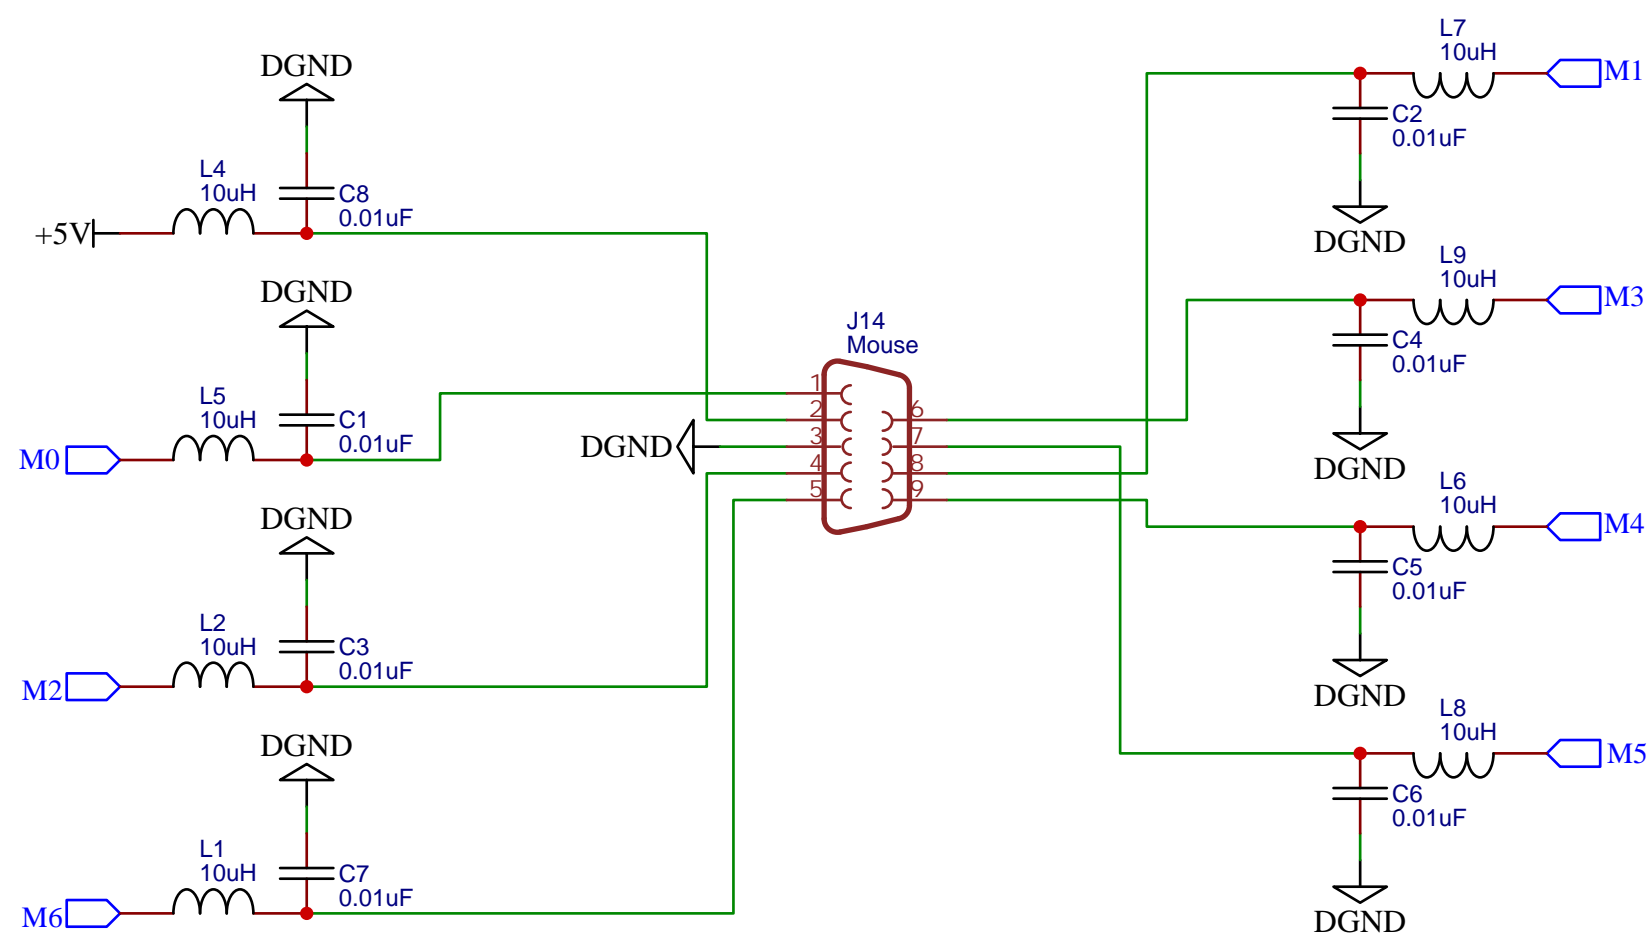 DGND
L4
10uH
C8
0.01uF
+5V
DGND
L5
10uH
C1
0.01uF
M0
DGND
L2
10uH
C3
0.01uF
M2
DGND
L1
10uH
C7
0.01uF
M6
J14
Mouse
1
2
3
4
5
6
7
8
9
DGND
L7
10uH
M1
C2
0.01uF
DGND
L9
10uH
M3
C4
0.01uF
DGND
L6
10uH
M4
C5
0.01uF
DGND
L8
10uH
M5
C6
0.01uF
DGND